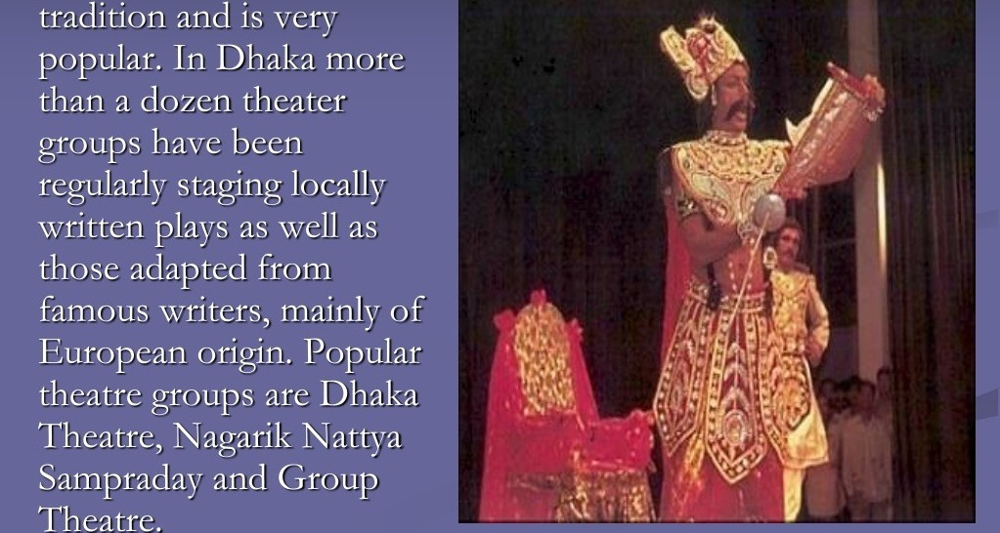 tradition and is very
popular. In Dhaka more
than a dozen theater
groups have been
regularly staging locally
written plays as well as
those adapted from
famous writers, mainly of
European origin. Popular
theatre groups are Dhaka
Theatre, Nagarik Nattya
Sampraday and Group
Theatre.